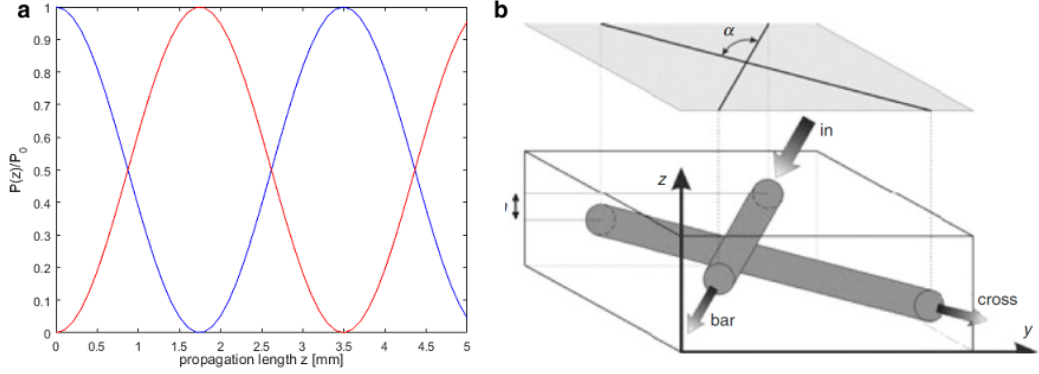 a
1
0.9
0.8
0.7
0.6
0.5
0.4
0.3
0.2
0.1
0
P(z)/P0
0 0.5 1 1.5 2 2.5 3 3.5 4 4.5 5
propagation length z [mm]
b
α
in
z
bar
cross
y